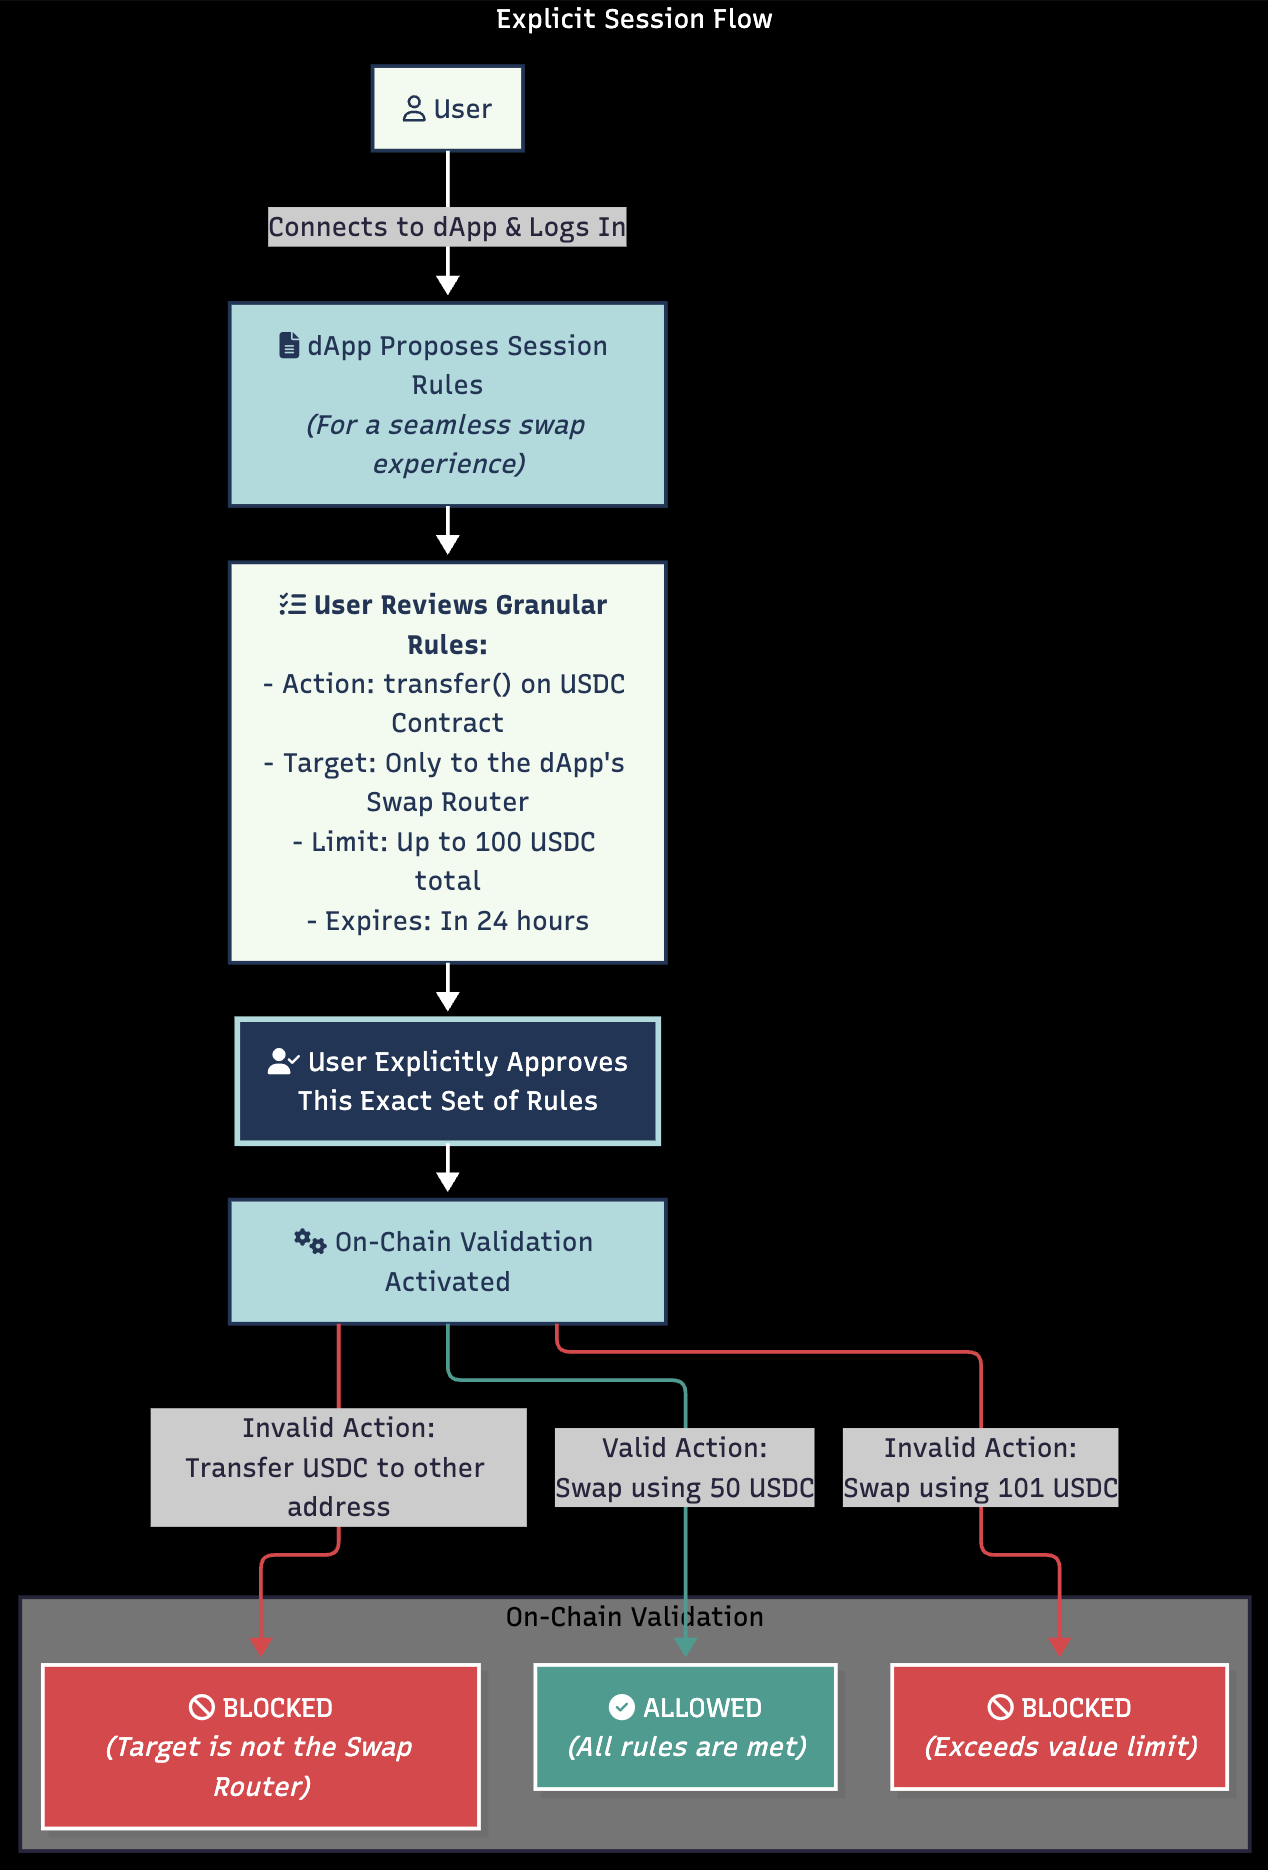 Explicit Session Flow
User
Connects to dApp & Logs In
dApp Proposes Session
Rules
(For a seamless swap
experience)
User Reviews Granular
Rules:
- Action: transfer() on USDC
Contract
- Target: Only to the dApp's
Swap Router
- Limit: Up to 100 USDC
total
- Expires: In 24 hours
User Explicitly Approves
This Exact Set of Rules
On-Chain Validation
Activated
Invalid Action:
Transfer USDC to other
address
Valid Action:
Swap using 50 USDC
Invalid Action:
Swap using 101 USDC
On-Chain Validation
BLOCKED
(Target is not the Swap
Router)
ALLOWED
(All rules are met)
BLOCKED
(Exceeds value limit)